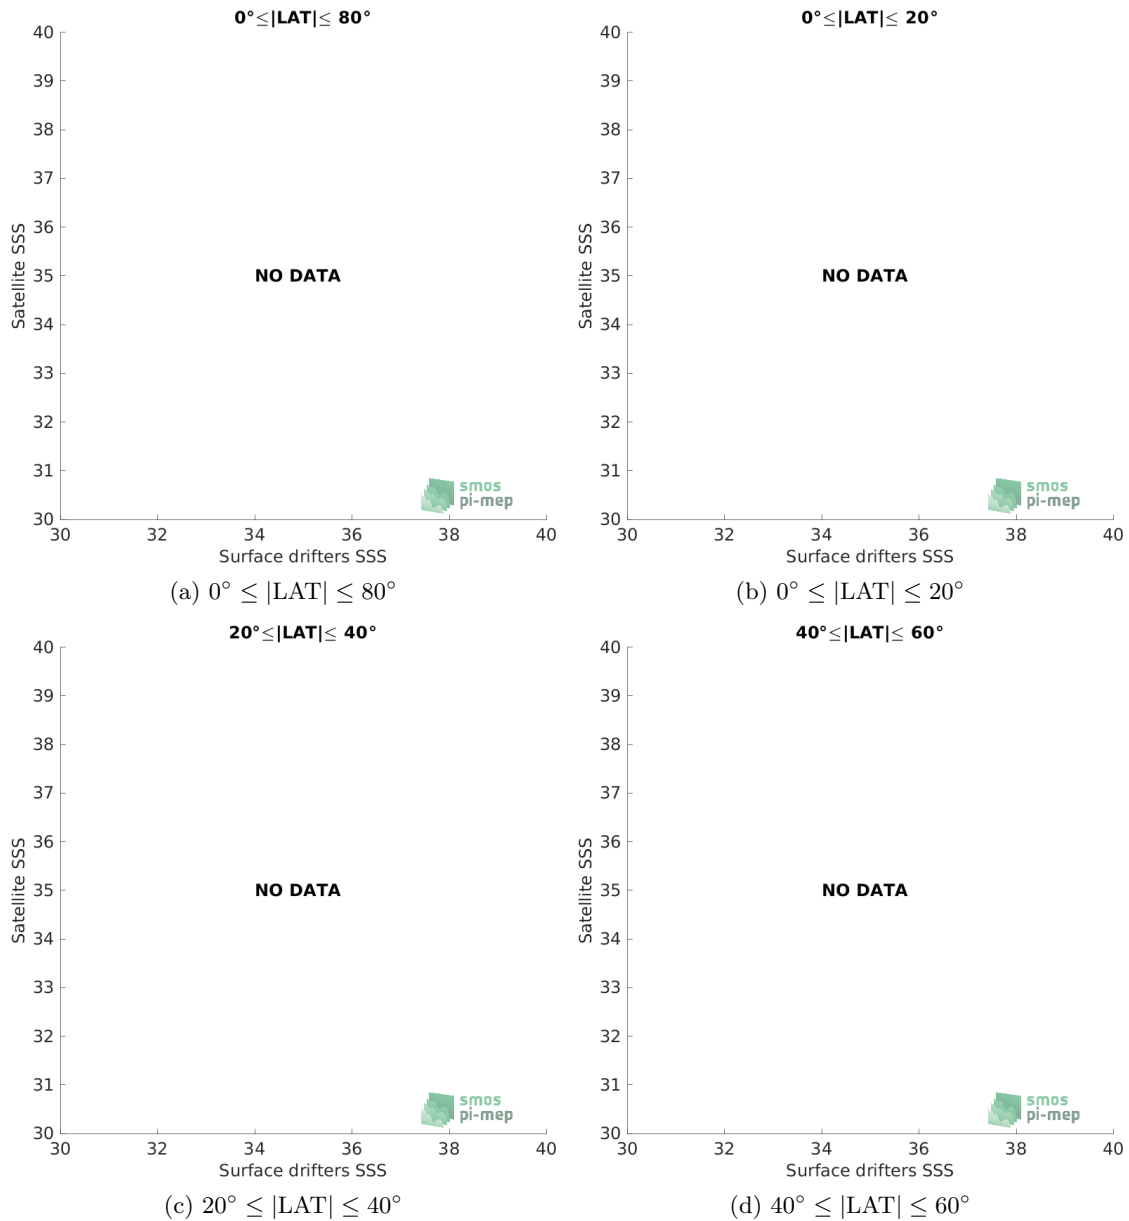 0°≤|LAT|≤ 80°
40
39
38
37
36
35
34
33
32
31
30
Satellite SSS
NO DATA
smos
pi-mep
30 32 34 36 38 40
Surface drifters SSS
(a) 0° ≤ |LAT| ≤ 80°
0°≤|LAT|≤ 20°
40
39
38
37
36
35
34
33
32
31
30
Satellite SSS
NO DATA
smos
pi-mep
30 32 34 36 38 40
Surface drifters SSS
(b) 0° ≤ |LAT| ≤ 20°
20°≤|LAT|≤ 40°
40
39
38
37
36
35
34
33
32
31
30
Satellite SSS
NO DATA
smos
pi-mep
30 32 34 36 38 40
Surface drifters SSS
(c) 20° ≤ |LAT| ≤ 40°
40°≤|LAT|≤ 60°
40
39
38
37
36
35
34
33
32
31
30
Satellite SSS
NO DATA
smos
pi-mep
30 32 34 36 38 40
Surface drifters SSS
(d) 40° ≤ |LAT| ≤ 60°